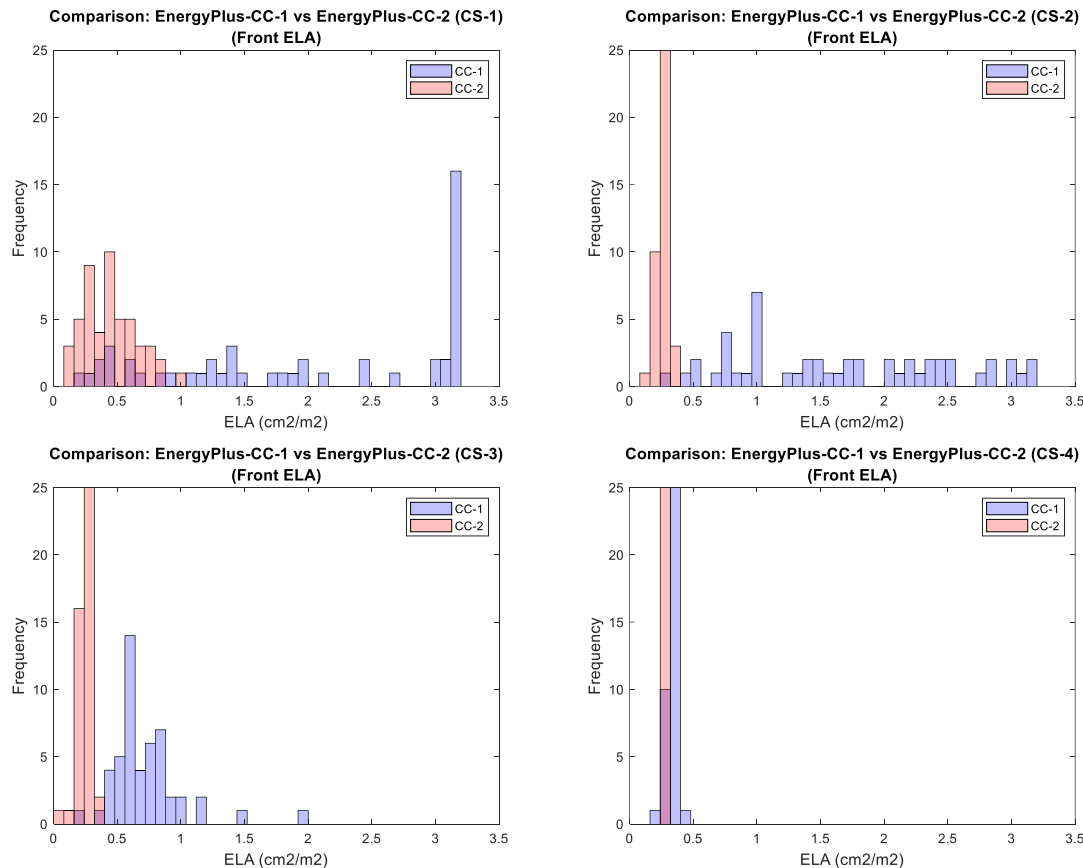 Comparison: EnergyPlus-CC-1 vs EnergyPlus-CC-2 (CS-1)
(Front ELA)
25
20
15
10
5
0
Frequency
CC-1
CC-2
0 0.5 1 1.5 2 2.5 3 3.5
ELA (cm2/m2)
Comparison: EnergyPlus-CC-1 vs EnergyPlus-CC-2 (CS-2)
(Front ELA)
25
20
15
10
5
0
Frequency
CC-1
CC-2
0 0.5 1 1.5 2 2.5 3 3.5
ELA (cm2/m2)
Comparison: EnergyPlus-CC-1 vs EnergyPlus-CC-2 (CS-3)
(Front ELA)
25
20
15
10
5
0
Frequency
CC-1
CC-2
0 0.5 1 1.5 2 2.5 3 3.5
ELA (cm2/m2)
Comparison: EnergyPlus-CC-1 vs EnergyPlus-CC-2 (CS-4)
(Front ELA)
25
20
15
10
5
0
Frequency
CC-1
CC-2
0 0.5 1 1.5 2 2.5 3 3.5
ELA (cm2/m2)